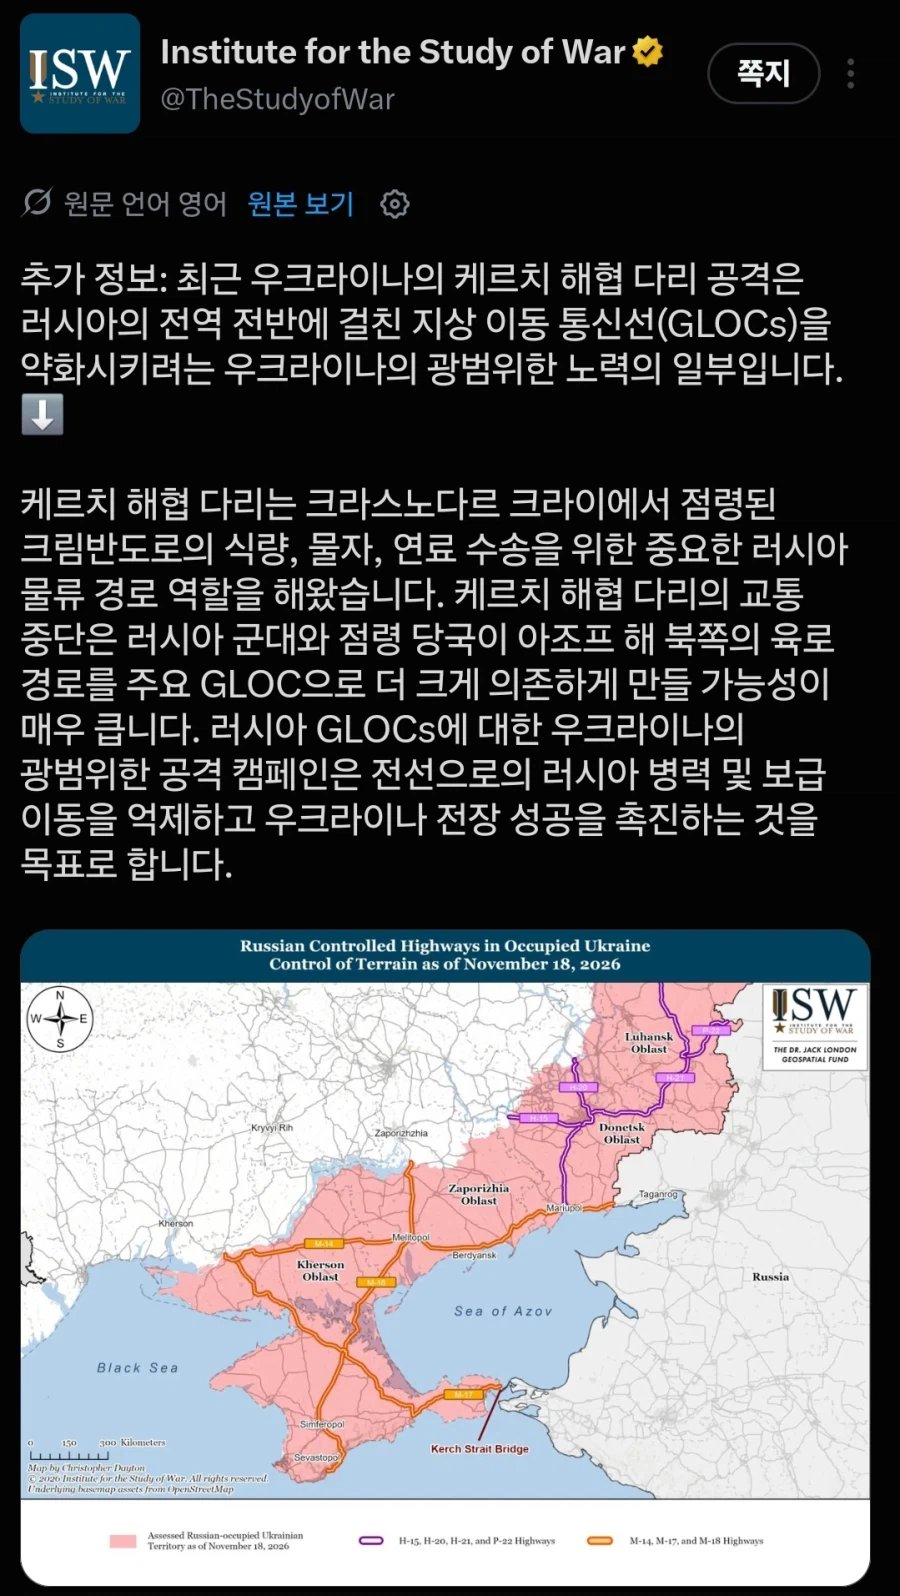 ISW
INSTITUTE FOR THE
STUDY OF WAR
Institute for the Study of War
@TheStudyofWar
쪽지
원문 언어 영어 원본 보기
추가 정보: 최근 우크라이나의 케르치 해협 다리 공격은
러시아의 전역 전반에 걸친 지상 이동 통신선(GLOCs)을
약화시키려는 우크라이나의 광범위한 노력의 일부입니다.
케르치 해협 다리는 크라스노다르 크라이에서 점령된
크림반도로의 식량, 물자, 연료 수송을 위한 중요한 러시아
물류 경로 역할을 해왔습니다. 케르치 해협 다리의 교통
중단은 러시아 군대와 점령 당국이 아조프 해 북쪽의 육로
경로를 주요 GLOC으로 더 크게 의존하게 만들 가능성이
매우 큽니다. 러시아 GLOCs에 대한 우크라이나의
광범위한 공격 캠페인은 전선으로의 러시아 병력 및 보급
이동을 억제하고 우크라이나 전장 성공을 촉진하는 것을
목표로 합니다.
Russian Controlled Highways in Occupied Ukraine
Control of Terrain as of November 18, 2026
N
W E
S
ISW
INSTITUTE FOR THE
STUDY OF WAR
THE DR. JACK LONDON
GEOSPATIAL FUND
P-22
Luhansk
Oblast
H-21
H-20
H-15
Donetsk
Oblast
Kryvyi Rih
Zaporizhzhia
Zaporizhia
Oblast
Taganrog
Mariupol
Kherson
Melitopol
M-14
Berdyansk
Kherson
Oblast
M-18
Russia
Sea of Azov
Black Sea
M-17
Simferopol
Kerch Strait Bridge
Sevastopol
0 150 300 Kilometers
Map by Christopher Dayton
© 2026 Institute for the Study of War. All rights reserved.
Underlying basemap assets from OpenStreetMap
Assessed Russian-occupied Ukrainian
Territory as of November 18, 2026
H-15, H-20, H-21, and P-22 Highways
M-14, M-17, and M-18 Highways